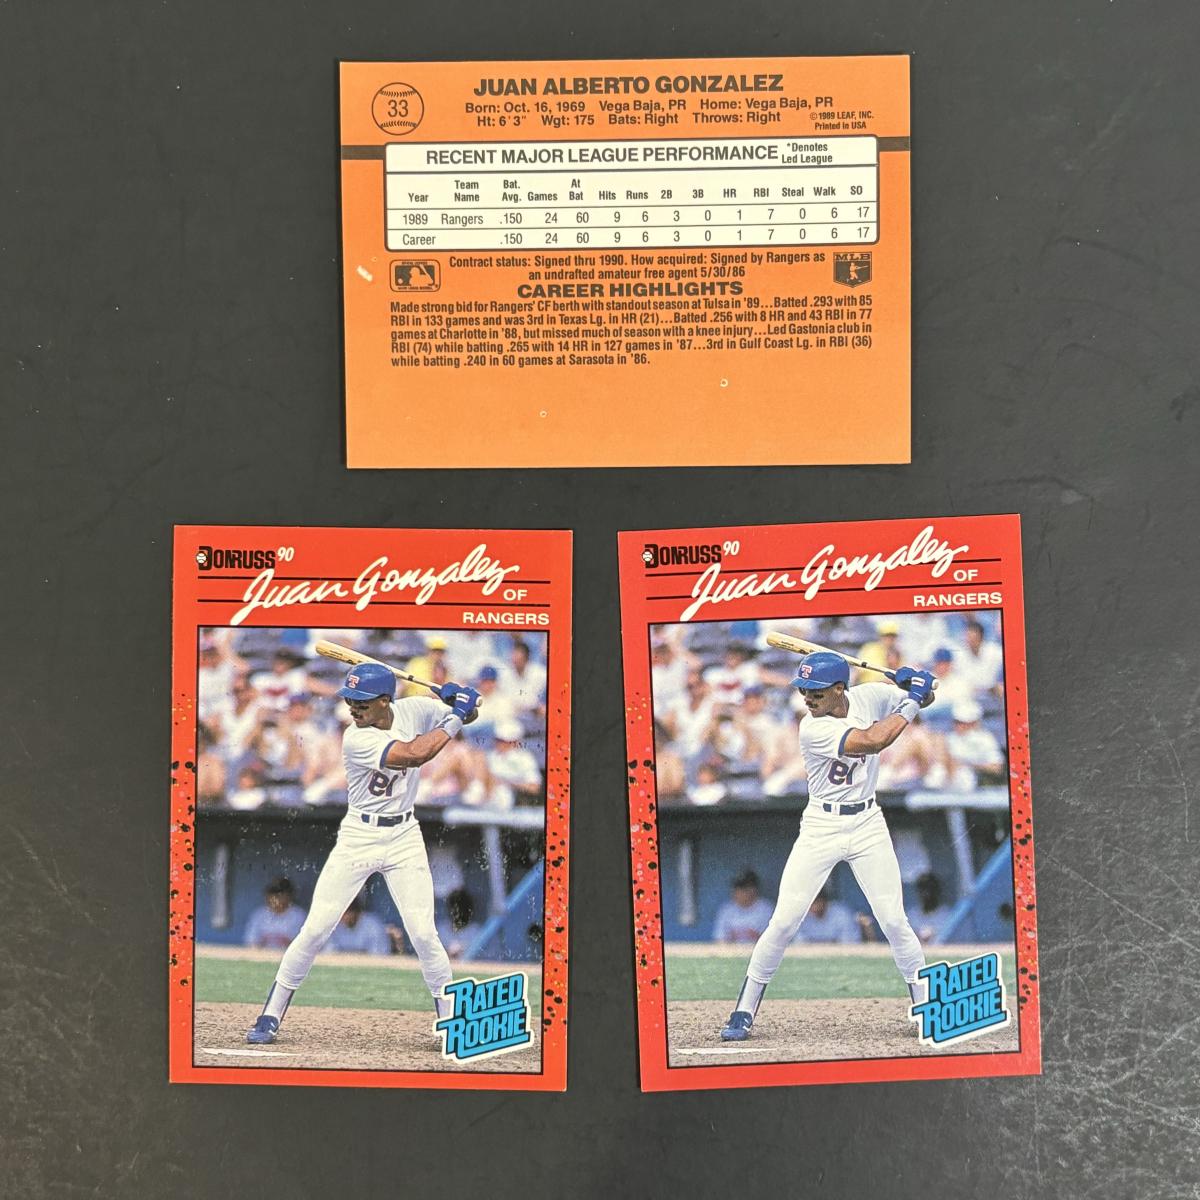 33
JUAN ALBERTO GONZALEZ
Born: Oct. 16, 1969 Vega Baja, PR Home: Vega Baja, PR
Ht: 6'3" Wgt: 175 Bats: Right Throws: Right
©1989 LEAF, INC.
Printed in USA
RECENT MAJOR LEAGUE PERFORMANCE *Denotes Led League
Year Team Name Bat. Avg. Games At Bat Hits Runs 2B 3B HR RBI Steal Walk SO
1989 Rangers .150 24 60 9 6 3 0 1 7 0 6 17
Career .150 24 60 9 6 3 0 1 7 0 6 17
Contract status: Signed thru 1990. How acquired: Signed by Rangers as
an undrafted amateur free agent 5/30/86
MLB
CAREER HIGHLIGHTS
Made strong bid for Rangers' CF berth with standout season at Tulsa in '89...Batted .293 with 85
RBI in 133 games and was 3rd in Texas Lg. in HR (21)...Batted .256 with 8 HR and 43 RBI in 77
games at Charlotte in '88, but missed much of season with a knee injury...Led Gastonia club in
RBI (74) while batting .265 with 14 HR in 127 games in '87...3rd in Gulf Coast Lg. in RBI (36)
while batting .240 in 60 games at Sarasota in '86.
DONRUSS 90
Juan Gonzalez
OF
RANGERS
T
RATED
ROOKIE
DONRUSS 90
Juan Gonzalez
OF
RANGERS
T
RATED
ROOKIE